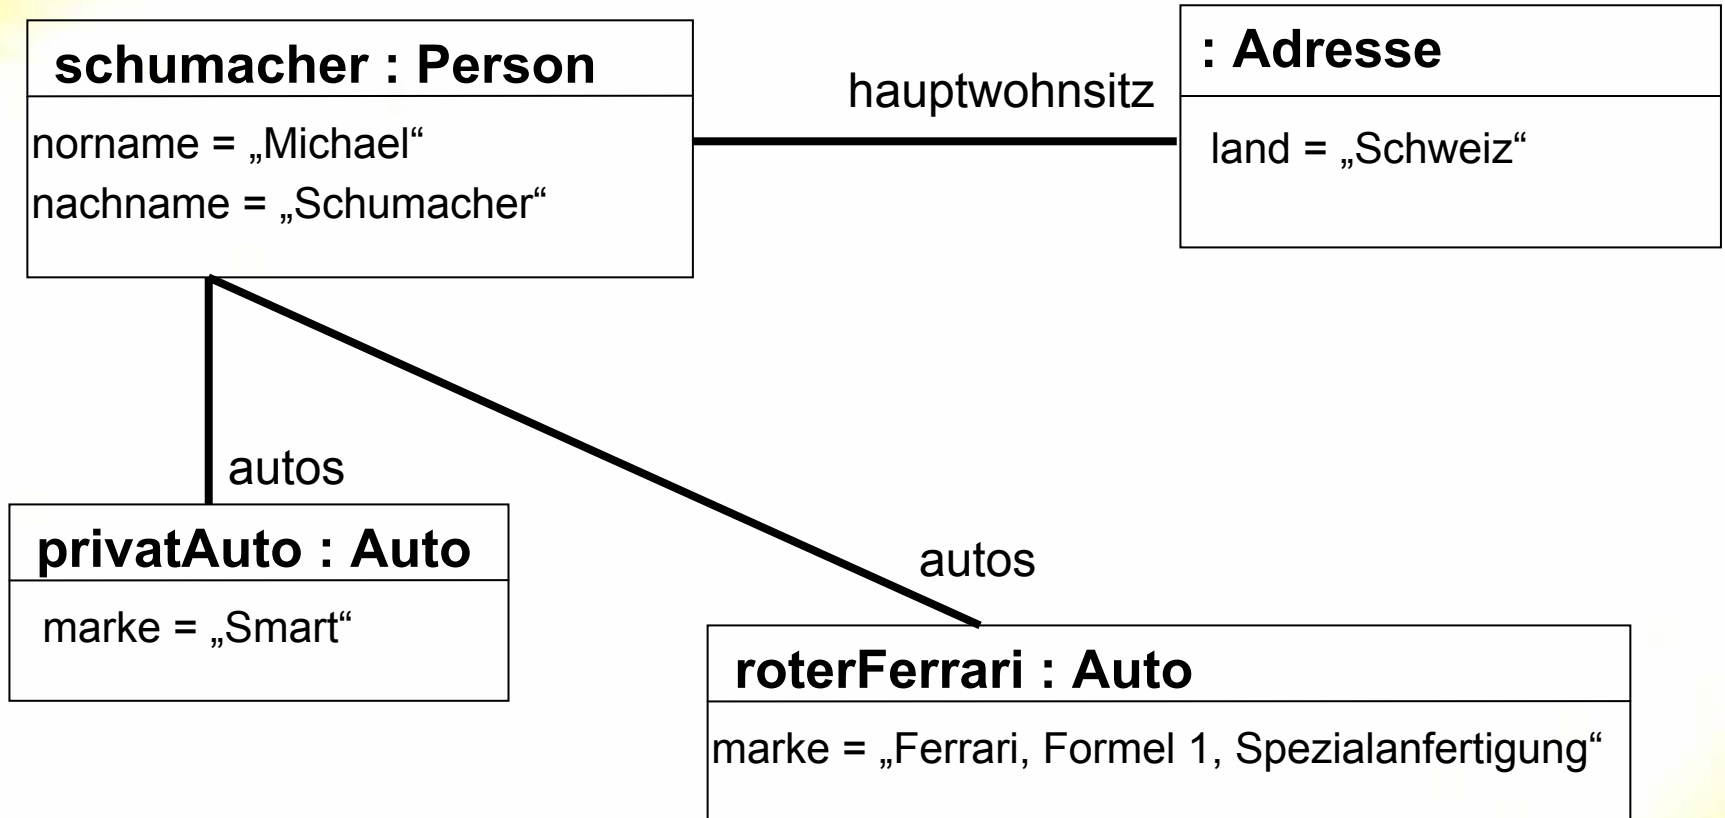 schumacher : Person
norname = „Michael“
nachname = „Schumacher“
hauptwohnsitz
: Adresse
land = „Schweiz“
autos
privatAuto : Auto
marke = „Smart“
autos
roterFerrari : Auto
marke = „Ferrari, Formel 1, Spezialanfertigung“